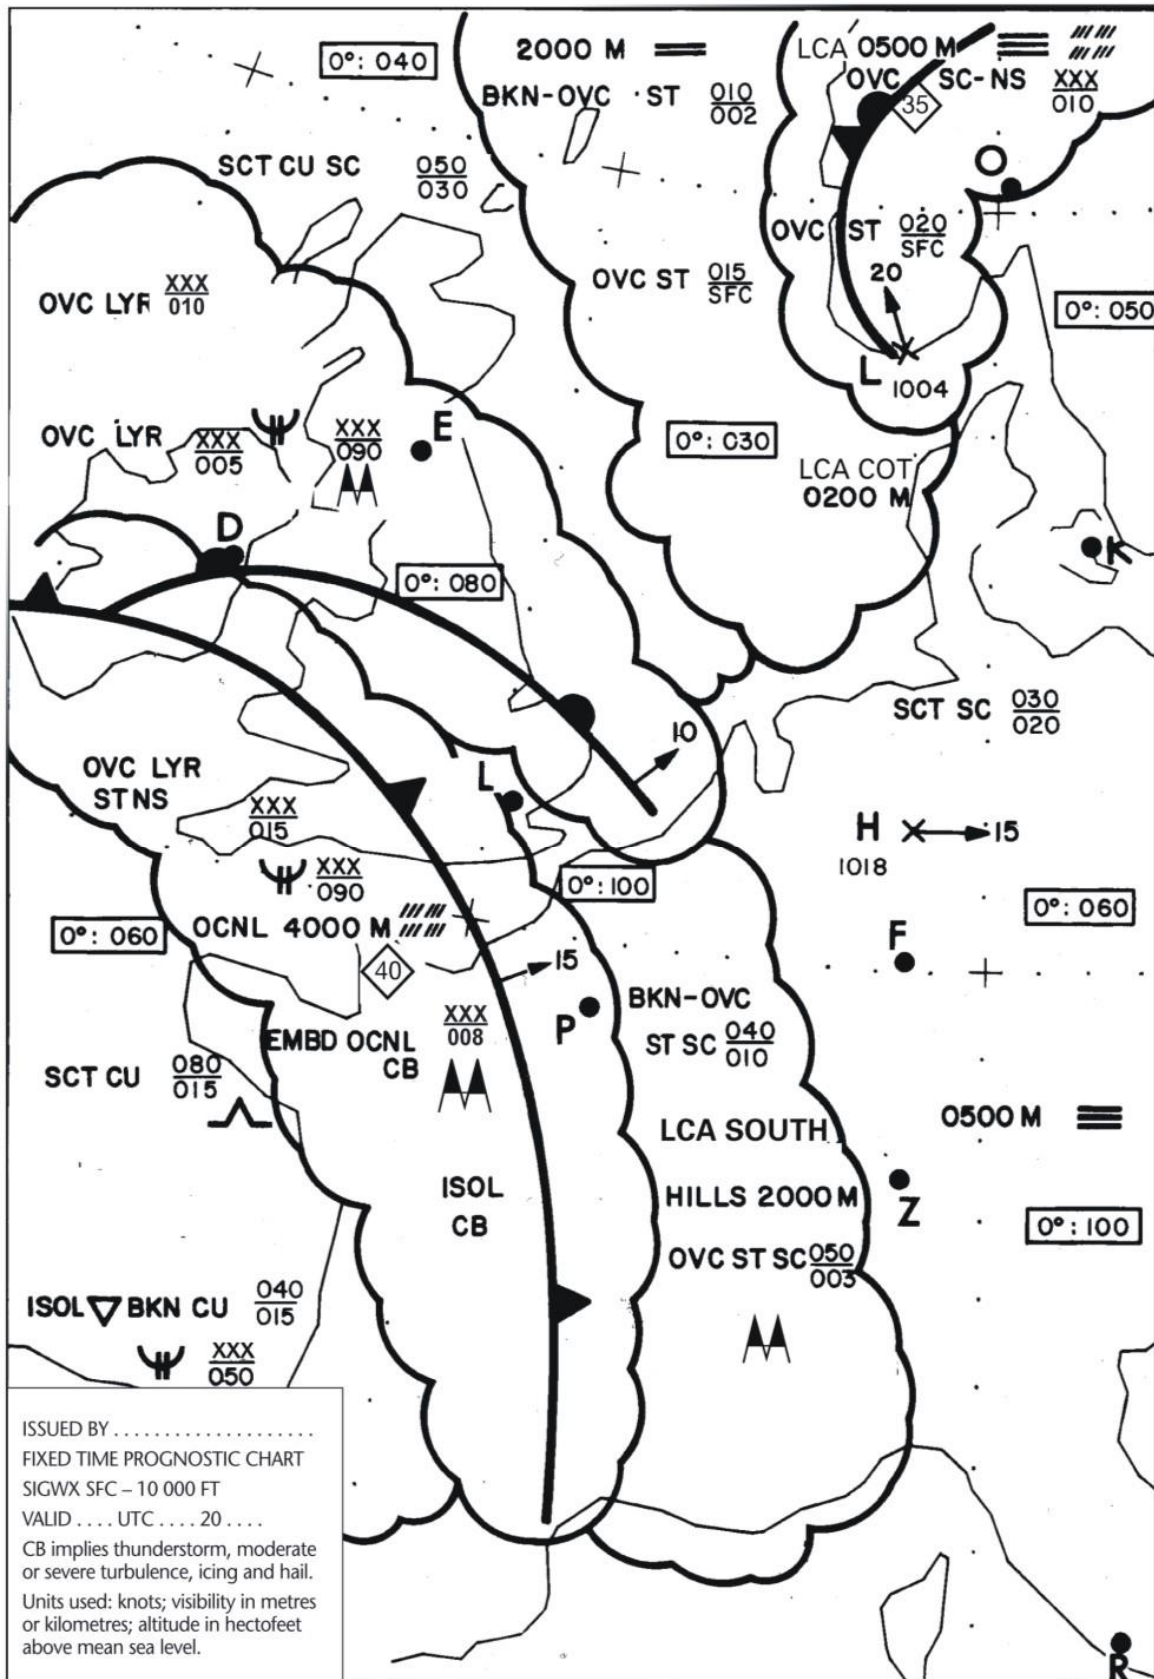 0°: 040
2000 M
BKN-OVC ST 010
002
LCA 0500 M
OVC SC-NS XXX
010
35
SCT CU SC 050
030
O
OVC ST 020
SFC
20
OVC ST 015
SFC
0°: 050
OVC LYR XXX
010
L 1004
OVC LYR XXX
005
XXX
090
E
0°: 030
LCA COT
0200 M
D
K
0°: 080
SCT SC 030
020
10
OVC LYR
ST NS
XXX
015
L
H 15
1018
XXX
090
0°: 100
0°: 060
OCNL 4000 M
0°: 060
F
40
15
EMBD OCNL XXX
008
CB
P
BKN-OVC
ST SC 040
010
SCT CU 080
015
LCA SOUTH
0500 M
ISOL
CB
HILLS 2000 M
Z
0°: 100
OVC ST SC 050
003
ISOL BKN CU 040
015
XXX
050
ISSUED BY . . . . . . . . . . . . . . . . . . . .
FIXED TIME PROGNOSTIC CHART
SIGWX SFC – 10 000 FT
VALID . . . . UTC . . . . 20 . . . .
CB implies thunderstorm, moderate
or severe turbulence, icing and hail.
Units used: knots; visibility in metres
or kilometres; altitude in hectofeet
above mean sea level.
R